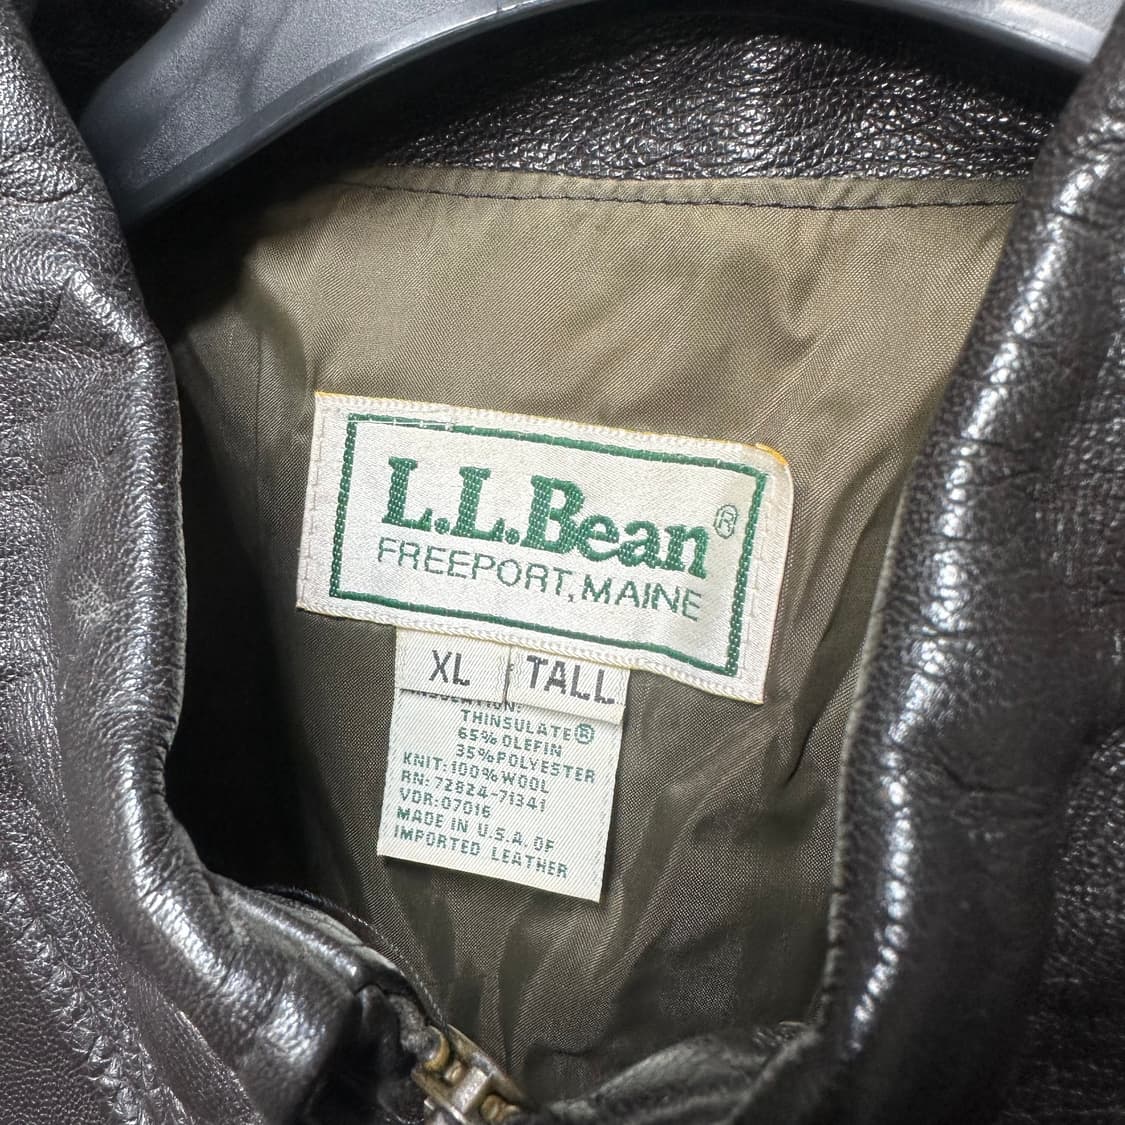 L.L.Bean®
FREEPORT, MAINE
XL TALL
THINSULATE®
65% OLEFIN
35% POLYESTER
KNIT: 100% WOOL
RN: 72824-71341
VDR: 07016
MADE IN U.S.A. OF
IMPORTED LEATHER